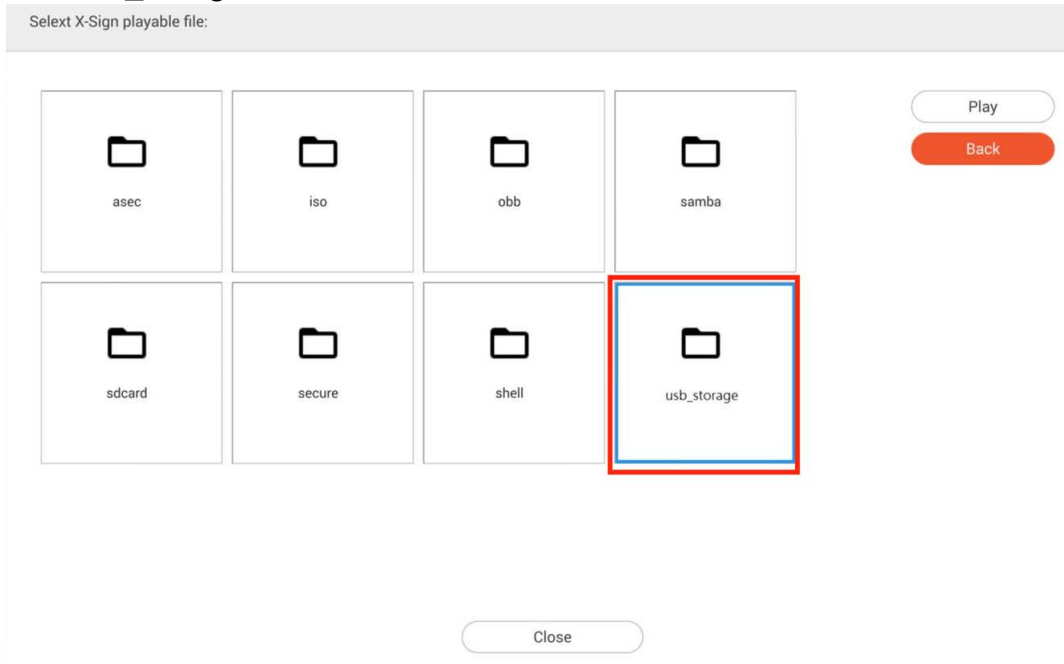 Selext X-Sign playable file:
Play
Back
asec
iso
obb
samba
sdcard
secure
shell
usb_storage
Close